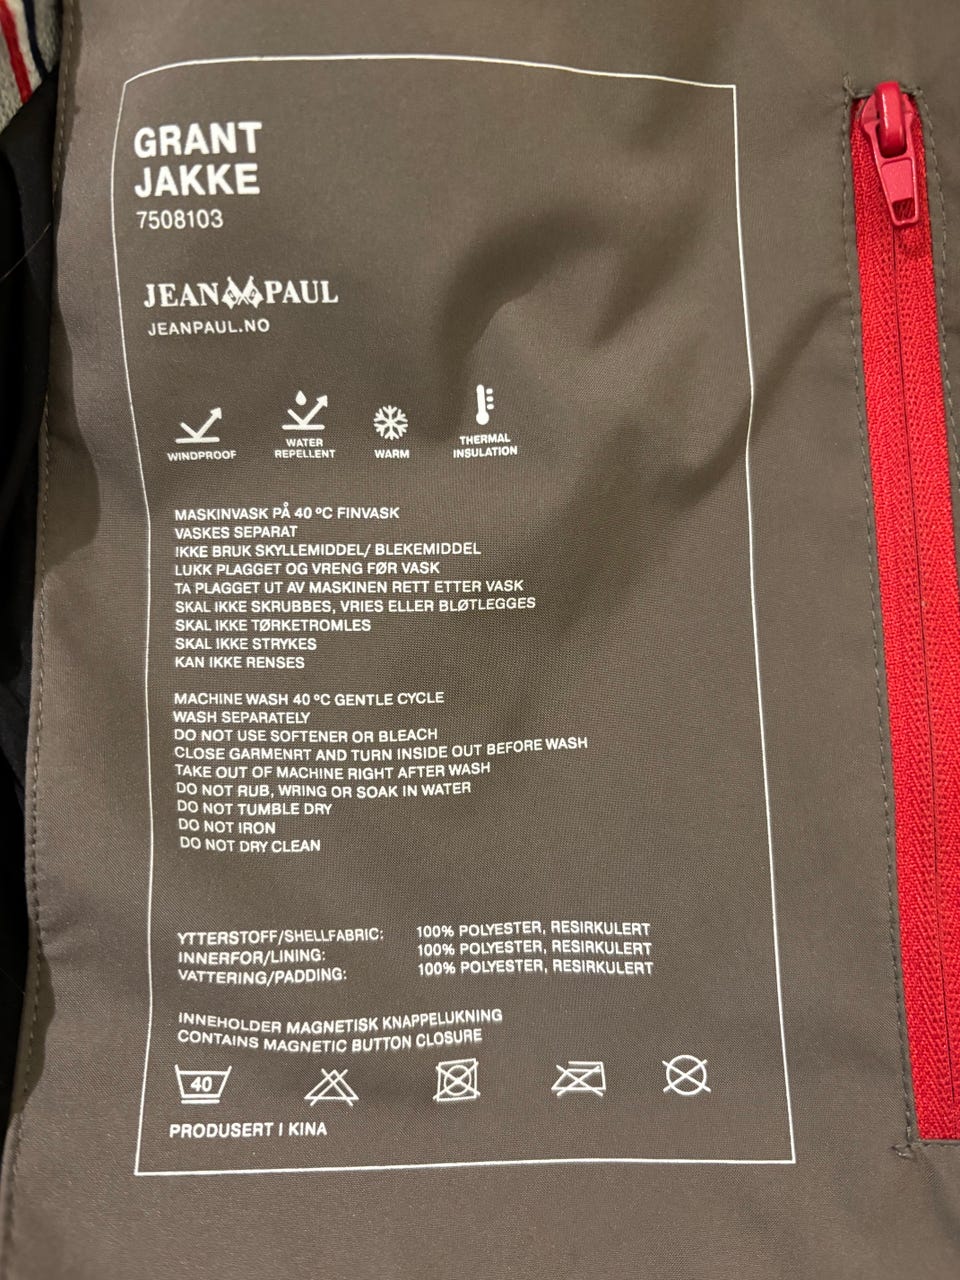 GRANT
JAKKE
7508103
JEAN PAUL
JEANPAUL.NO
WINDPROOF
WATER
REPELLENT
WARM
THERMAL
INSULATION
MASKINVASK PÅ 40 ºC FINVASK
VASKES SEPARAT
IKKE BRUK SKYLLEMIDDEL/ BLEKEMIDDEL
LUKK PLAGGET OG VRENG FØR VASK
TA PLAGGET UT AV MASKINEN RETT ETTER VASK
SKAL IKKE SKRUBBES, VRIES ELLER BLØTLEGGES
SKAL IKKE TØRKETROMLES
SKAL IKKE STRYKES
KAN IKKE RENSES
MACHINE WASH 40 ºC GENTLE CYCLE
WASH SEPARATELY
DO NOT USE SOFTENER OR BLEACH
CLOSE GARMENRT AND TURN INSIDE OUT BEFORE WASH
TAKE OUT OF MACHINE RIGHT AFTER WASH
DO NOT RUB, WRING OR SOAK IN WATER
DO NOT TUMBLE DRY
DO NOT IRON
DO NOT DRY CLEAN
YTTERSTOFF/SHELLFABRIC: 100% POLYESTER, RESIRKULERT
INNERFOR/LINING: 100% POLYESTER, RESIRKULERT
VATTERING/PADDING: 100% POLYESTER, RESIRKULERT
INNEHOLDER MAGNETISK KNAPPELUKNING
CONTAINS MAGNETIC BUTTON CLOSURE
40
PRODUSERT I KINA